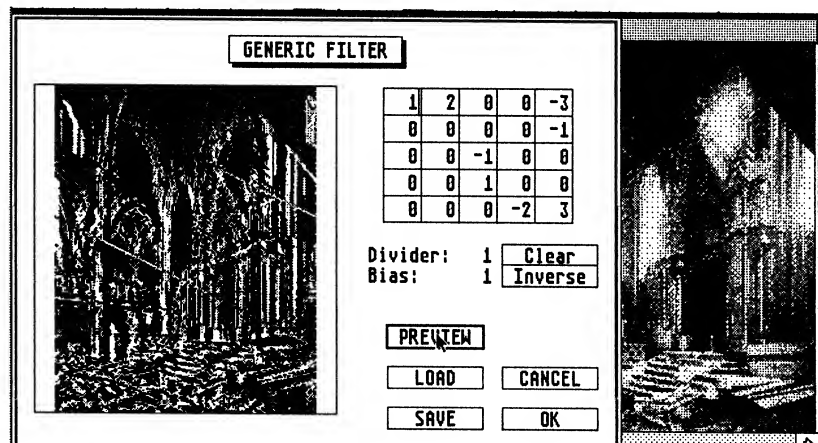 GENERIC FILTER
1 2 0 0 -3
0 0 0 0 -1
0 0 -1 0 0
0 0 1 0 0
0 0 0 -2 3
Divider: 1 Clear
Bias: 1 Inverse
PREVIEW
LOAD CANCEL
SAVE OK